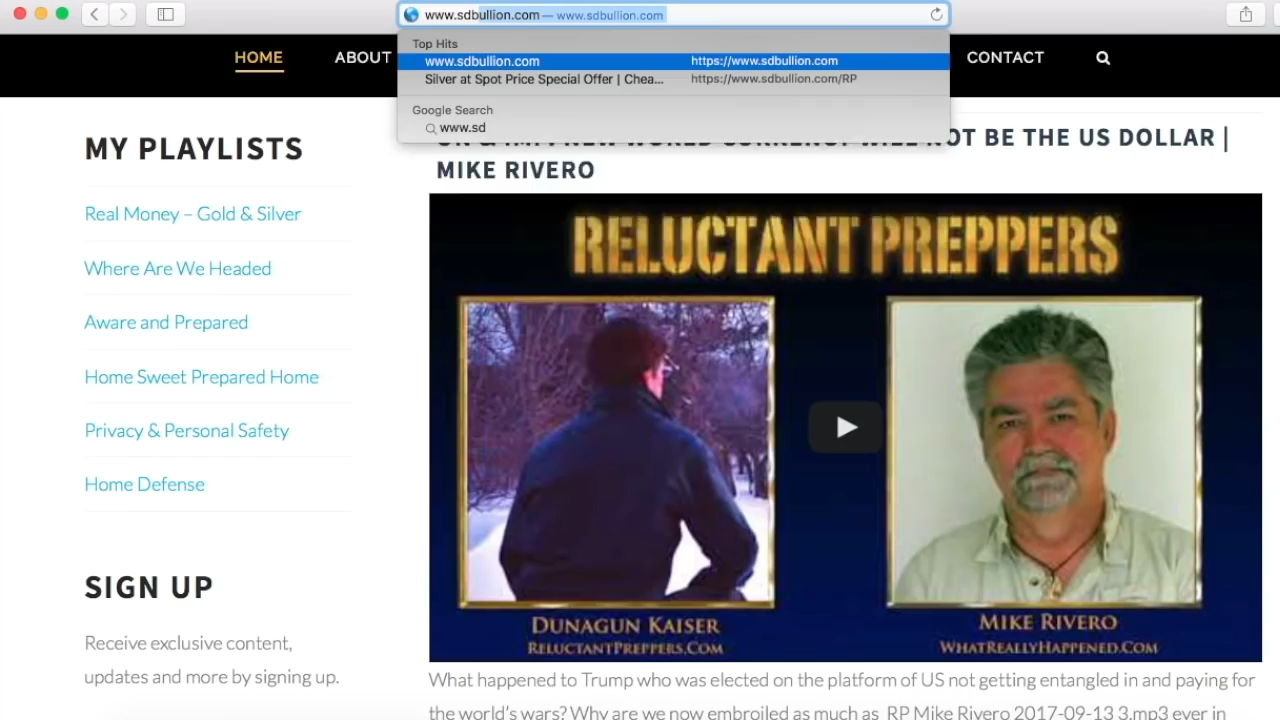 www.sdbullion.com — www.sdbullion.com
Top Hits
www.sdbullion.com https://www.sdbullion.com
Silver at Spot Price Special Offer | Chea... https://www.sdbullion.com/RP
Google Search
www.sd
HOME
ABOUT
CONTACT
MY PLAYLISTS
Real Money – Gold & Silver
Where Are We Headed
Aware and Prepared
Home Sweet Prepared Home
Privacy & Personal Safety
Home Defense
SIGN UP
Receive exclusive content,
updates and more by signing up.
NEW WORLD CURRENCY WILL NOT BE THE US DOLLAR |
MIKE RIVERO
RELUCTANT PREPPERS
DUNAGUN KAISER
RELUCTANTPREPPERS.COM
MIKE RIVERO
WHATREALLYHAPPENED.COM
What happened to Trump who was elected on the platform of US not getting entangled in and paying for
the world's wars? Why are we now embroiled as much as RP Mike Rivero 2017-09-13 3.mp3 ever in